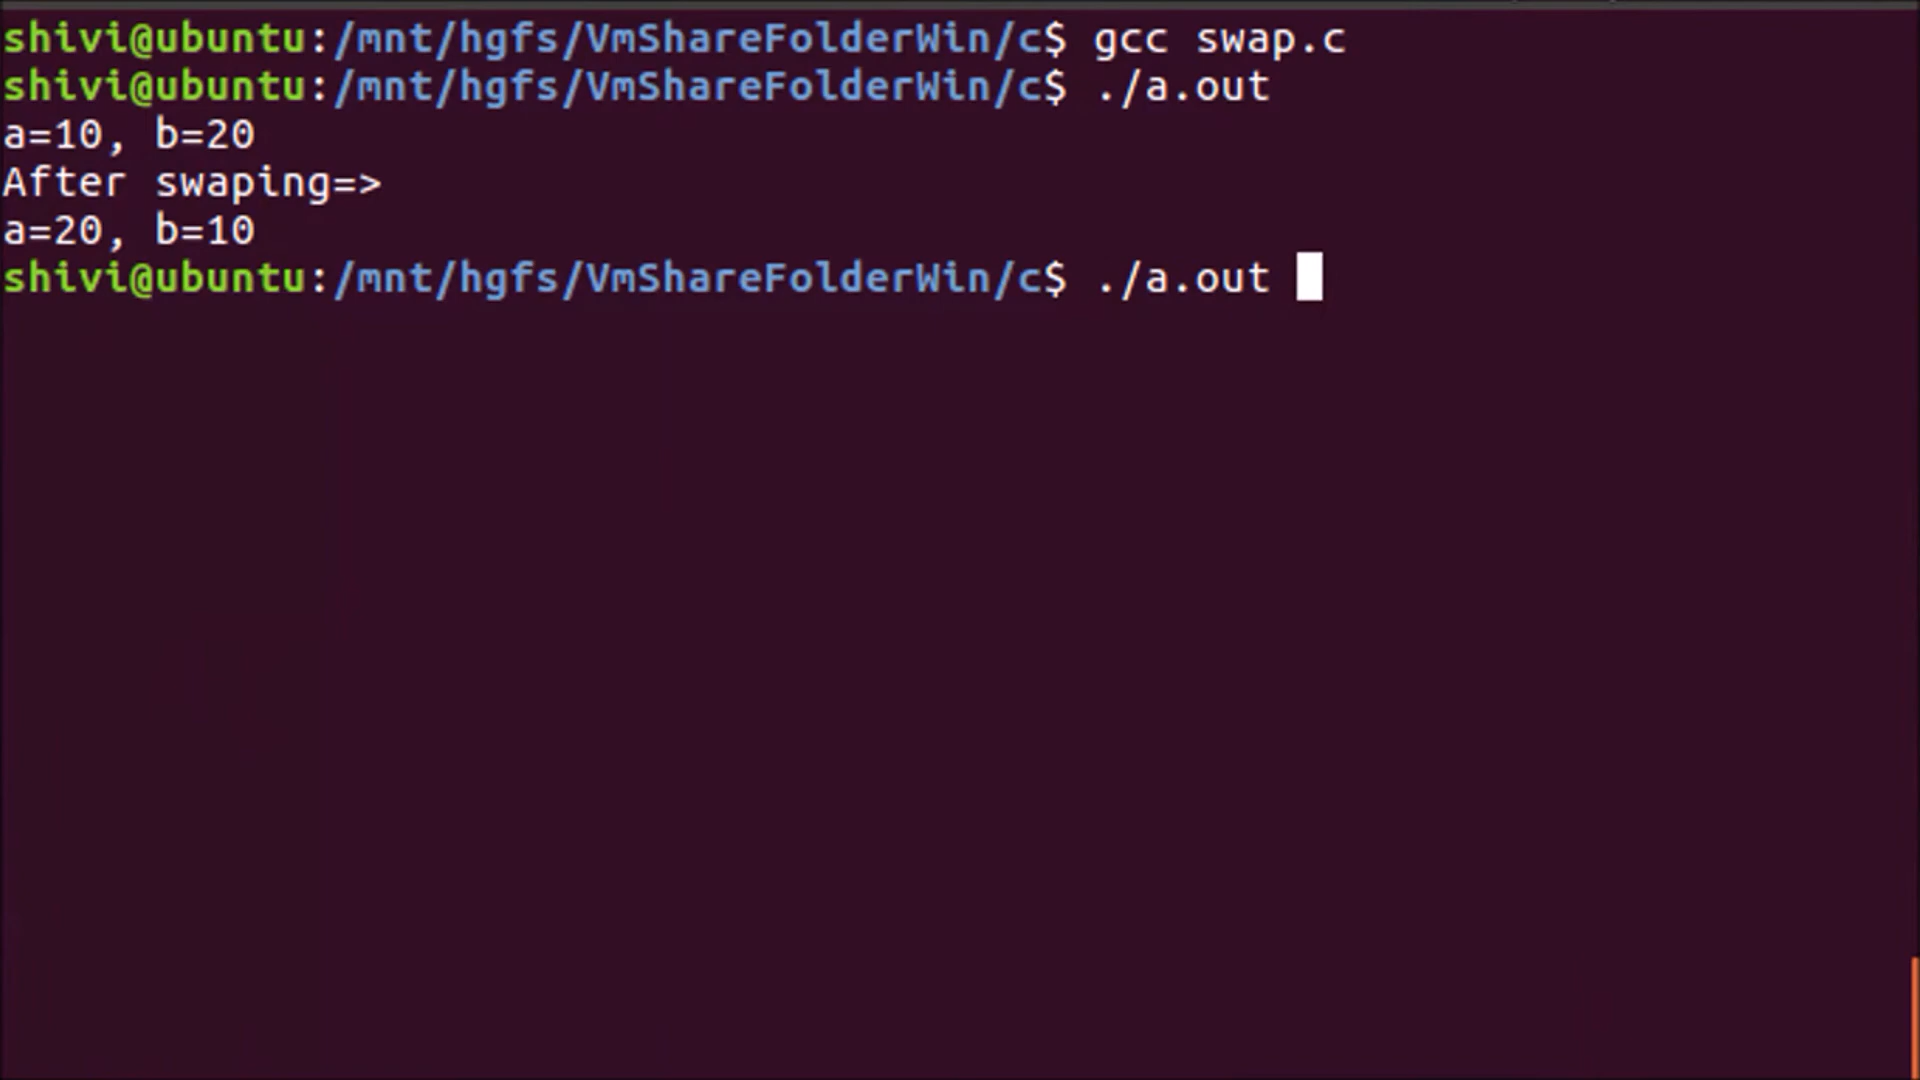 shivi@ubuntu:/mnt/hgfs/VmShareFolderWin/c$ gcc swap.c
shivi@ubuntu:/mnt/hgfs/VmShareFolderWin/c$ ./a.out
a=10, b=20
After swaping=>
a=20, b=10
shivi@ubuntu:/mnt/hgfs/VmShareFolderWin/c$ ./a.out